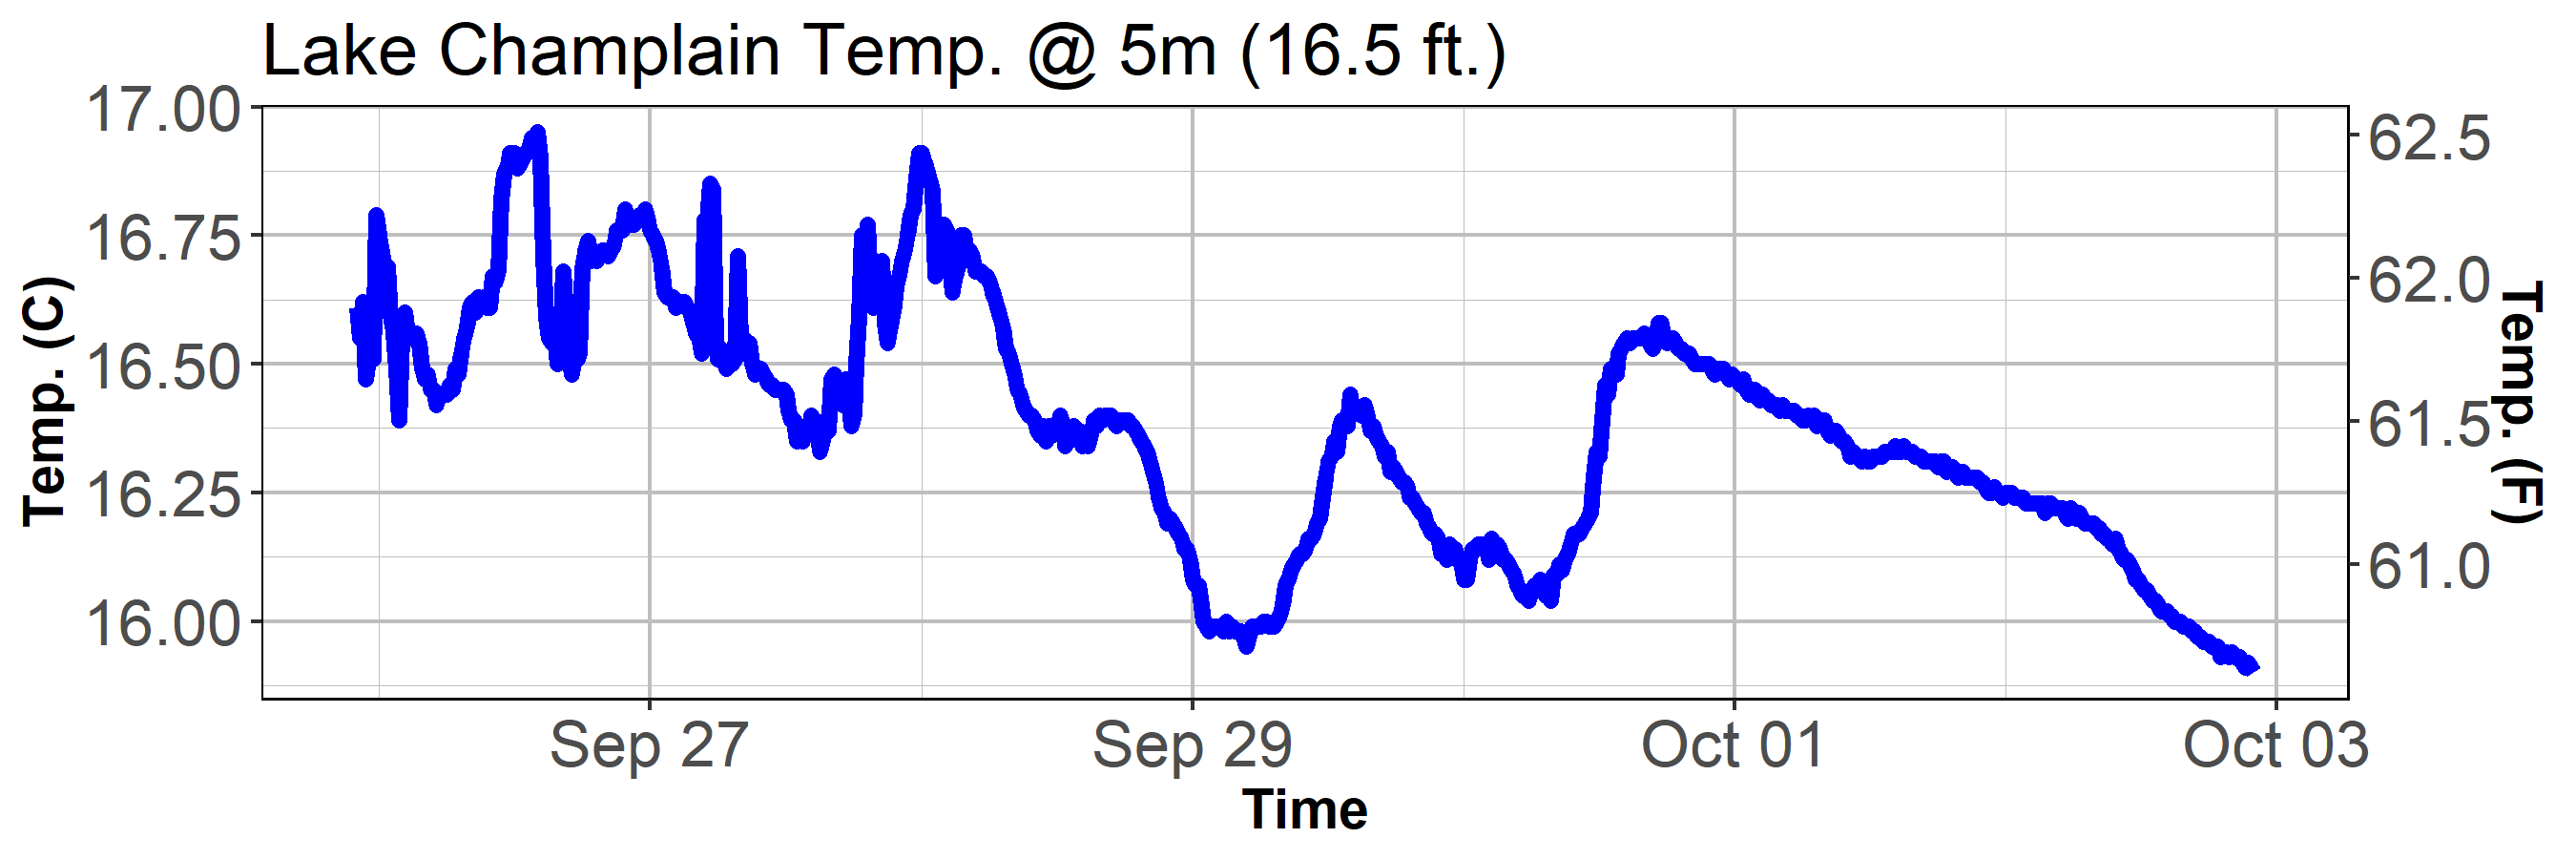 Lake Champlain Temp. @ 5m (16.5 ft.)
17.00
16.75
16.50
16.25
16.00
Temp. (C)
62.5
62.0
61.5
61.0
Temp. (F)
Sep 27 Sep 29 Oct 01 Oct 03
Time